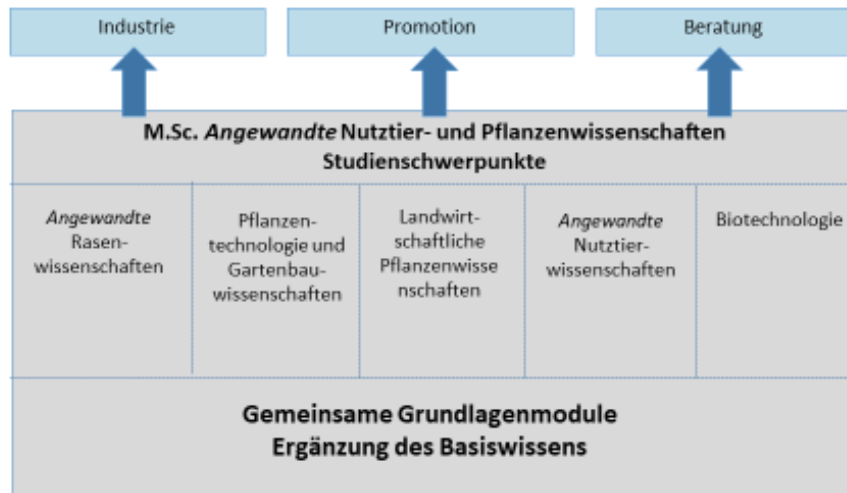 Industrie
Promotion
Beratung
M.Sc. Angewandte Nutztier- und Pflanzenwissenschaften
Studienschwerpunkte
Angewandte
Rasen-
wissenschaften
Pflanzen-
technologie und
Gartenbau-
wissenschaften
Landwirt-
schaftliche
Pflanzenwisse
nschaften
Angewandte
Nutztier-
wissenschaften
Biotechnologie
Gemeinsame Grundlagenmodule
Ergänzung des Basiswissens